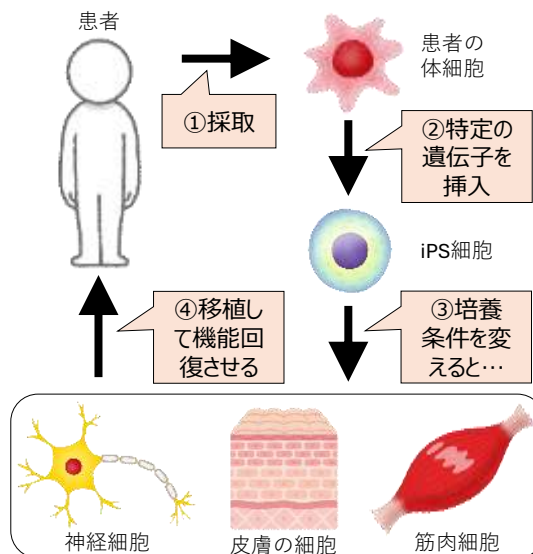 患者
患者の
体細胞
①採取
②特定の
遺伝子を
挿入
iPS細胞
③培養
条件を変
えると…
④移植し
て機能回
復させる
神経細胞
皮膚の細胞
筋肉細胞